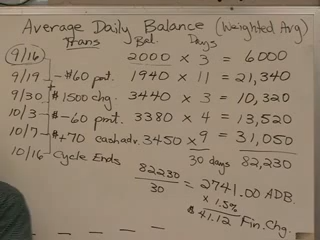 Average Daily Balance (Weighted Avg)
Trans Bal. Days
9/16 2000 × 3 = 6000
9/19 -$60 pmt. 1940 × 11 = 21,340
9/30 + $1500 chg. 3440 × 3 = 10,320
10/3 $-60 pmt. 3380 × 4 = 13,520
10/7 $+70 cash adv. 3450 × 9 = 31,050
10/16 Cycle Ends 30 days 82,230
82230 / 30 = 2741.00 ADB.
× 1.5%
$41.12 Fin. Chg.